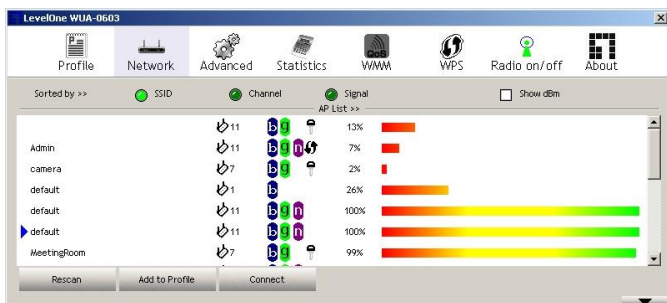 LevelOne WUA-0603
Profile Network Advanced Statistics WMM WPS Radio on/off About
QoS
Sorted by >> SSID Channel Signal Show dBm
AP List >>
11 b g 13%
Admin 11 b g n 7%
camera 7 b g 2%
default 1 b 26%
default 11 b g n 100%
default 11 b g n 100%
MeetingRoom 7 b g 99%
Rescan Add to Profile Connect